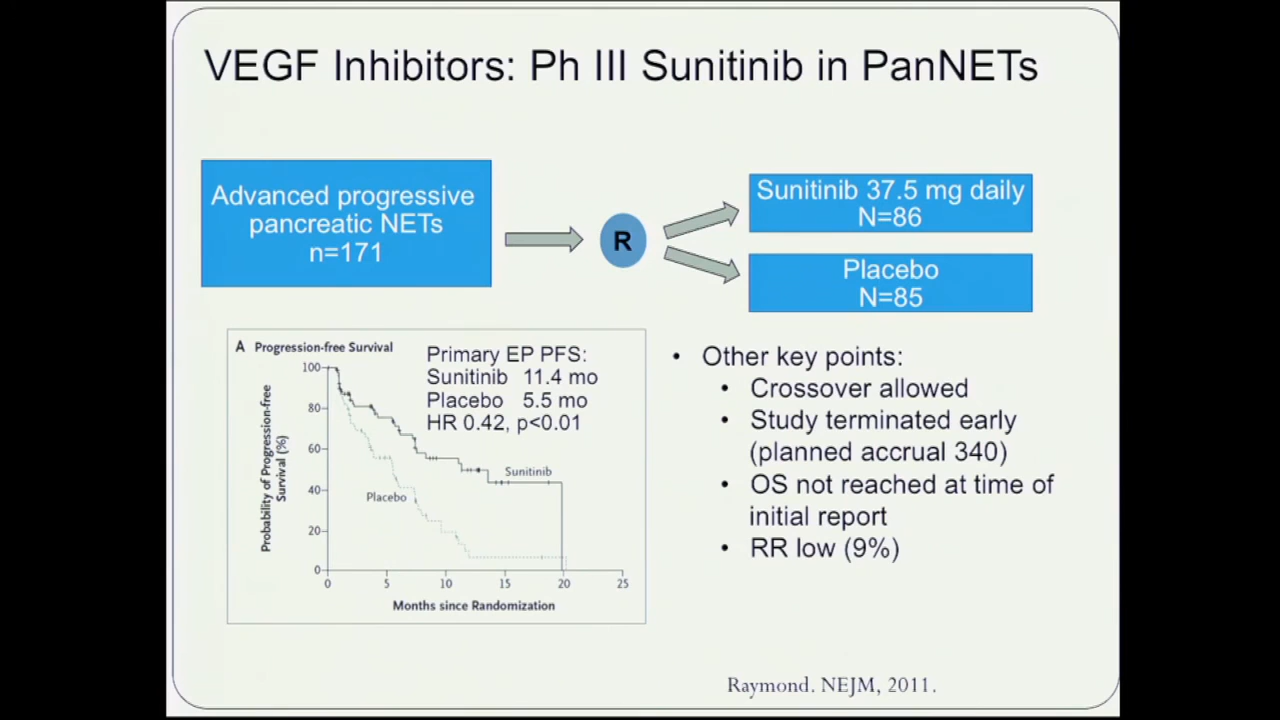 VEGF Inhibitors: Ph III Sunitinib in PanNETs
Advanced progressive
pancreatic NETs
n=171
R
Sunitinib 37.5 mg daily
N=86
Placebo
N=85
A Progression-free Survival
Primary EP PFS:
Sunitinib 11.4 mo
Placebo 5.5 mo
HR 0.42, p<0.01
Probability of Progression-free
Survival (%)
100
80
60
40
20
0
Sunitinib
Placebo
0 5 10 15 20 25
Months since Randomization
• Other key points:
• Crossover allowed
• Study terminated early
(planned accrual 340)
• OS not reached at time of
initial report
• RR low (9%)
Raymond. NEJM, 2011.